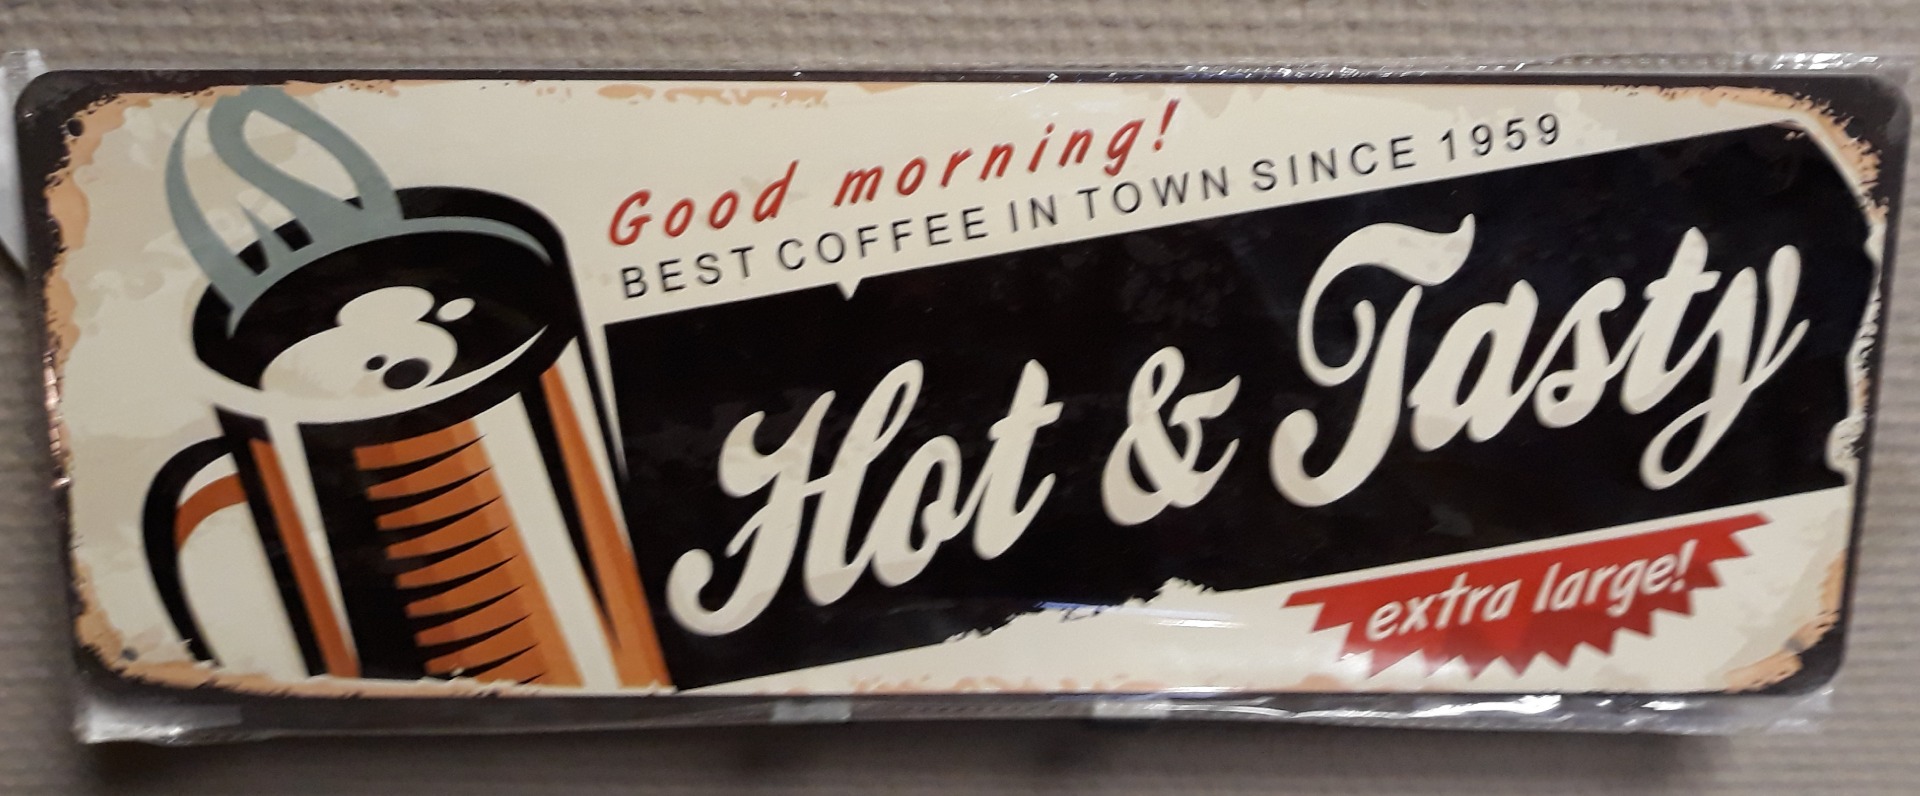 Good morning!
BEST COFFEE IN TOWN SINCE 1959
Hot & Tasty
extra large!